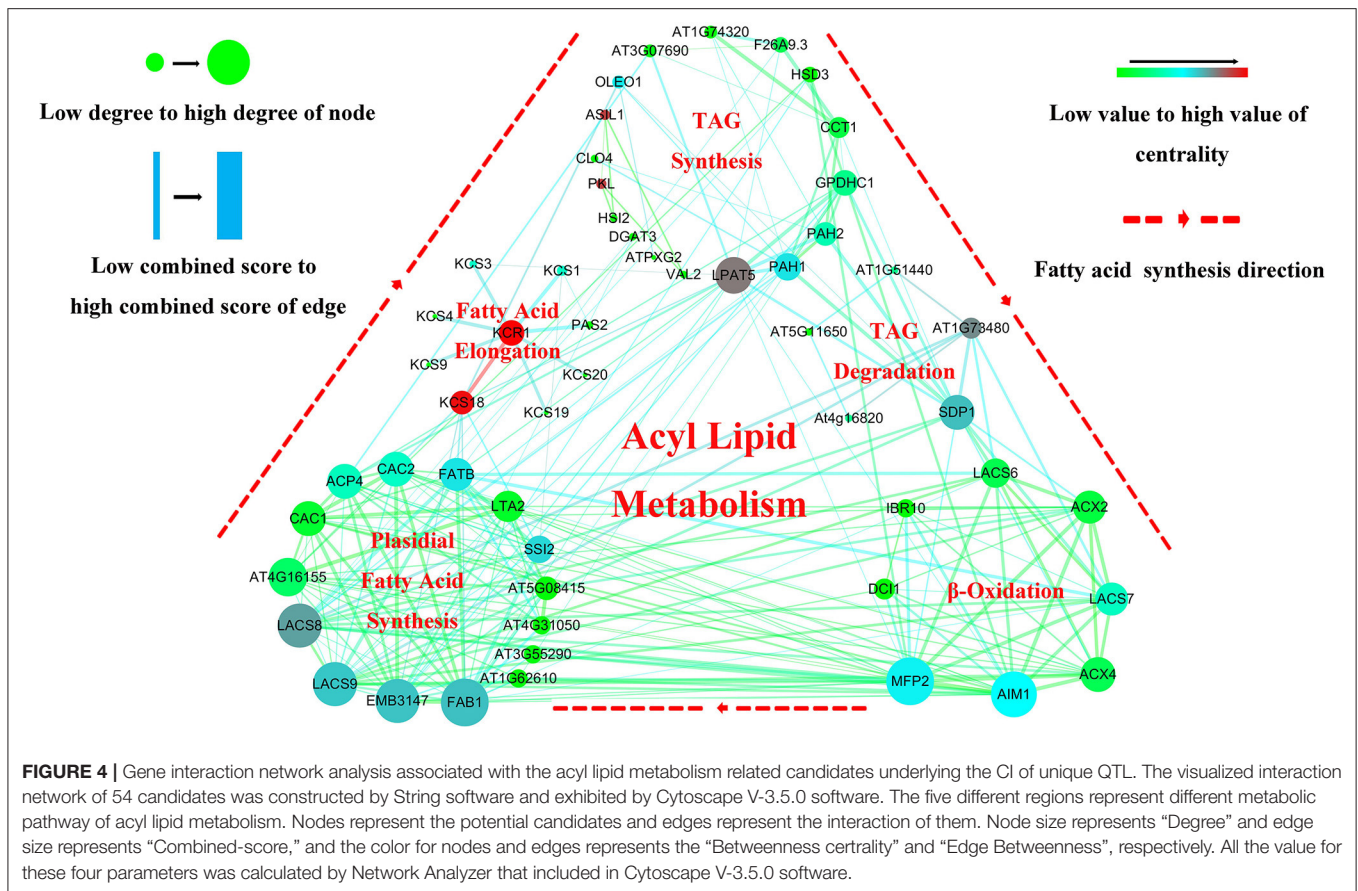 Low degree to high degree of node
Low combined score to
high combined score of edge
Low value to high value of
centrality
Fatty acid synthesis direction
AT1G74320
F26A9.3
AT3G07690
HSD3
OLEO1
TAG
Synthesis
ASIL1
CCT1
CLO4
PKL
GPDHC1
HSI2
PAH2
DGAT3
ATPXG2
VAL2
LPAT5
PAH1
AT1G51440
KCS3
KCS1
Fatty Acid
Elongation
KCS4
KCR1
PAS2
KCS9
KCS20
KCS18
KCS19
AT5G11650
AT1G73480
TAG
Degradation
At4g16820
SDP1
Acyl Lipid
Metabolism
CAC2
ACP4
FATB
LTA2
CAC1
Plasidial
Fatty Acid
Synthesis
SSI2
AT4G16155
AT5G08415
LACS8
AT4G31050
AT3G55290
LACS9
AT1G62610
EMB3147
FAB1
LACS6
IBR10
ACX2
DCI1
β-Oxidation
LACS7
MFP2
ACX4
AIM1
FIGURE 4 | Gene interaction network analysis associated with the acyl lipid metabolism related candidates underlying the CI of unique QTL. The visualized interaction
network of 54 candidates was constructed by String software and exhibited by Cytoscape V-3.5.0 software. The five different regions represent different metabolic
pathway of acyl lipid metabolism. Nodes represent the potential candidates and edges represent the interaction of them. Node size represents “Degree” and edge
size represents “Combined-score,” and the color for nodes and edges represents the “Betweenness certrality” and “Edge Betweenness”, respectively. All the value for
these four parameters was calculated by Network Analyzer that included in Cytoscape V-3.5.0 software.